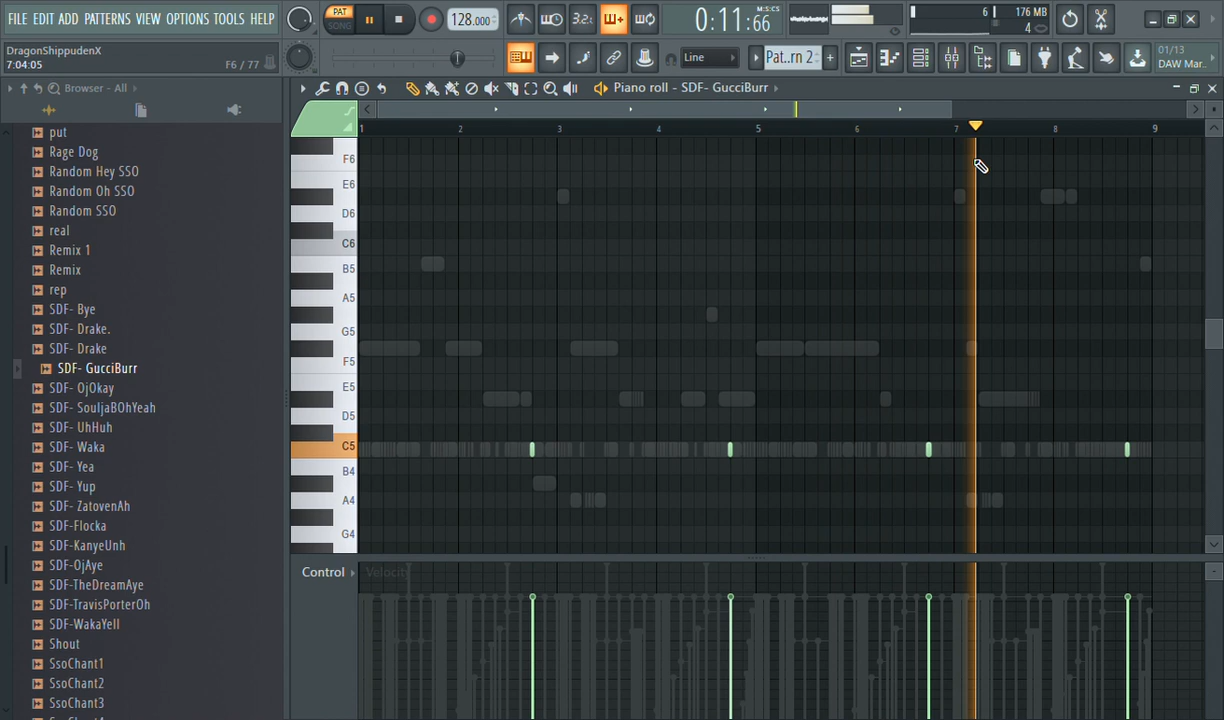 FILE EDIT ADD PATTERNS VIEW OPTIONS TOOLS HELP
PAT
SONG
128.000
3.2.
0:11:66
M:S:CS
6
176 MB
4
DragonShippudenX
7:04:05
F6 / 77
Line
Pat..rn 2
01/13
DAW Mar..
Browser - All
Piano roll - SDF- GucciBurr
1 2 3 4 5 6 7 8 9
put
Rage Dog
Random Hey SSO
Random Oh SSO
Random SSO
real
Remix 1
Remix
rep
SDF- Bye
SDF- Drake.
SDF- Drake
SDF- GucciBurr
SDF- OjOkay
SDF- SouljaBOhYeah
SDF- UhHuh
SDF- Waka
SDF- Yea
SDF- Yup
SDF- ZatovenAh
SDF-Flocka
SDF-KanyeUnh
SDF-OjAye
SDF-TheDreamAye
SDF-TravisPorterOh
SDF-WakaYell
Shout
SsoChant1
SsoChant2
SsoChant3
F6
E6
D6
C6
B5
A5
G5
F5
E5
D5
C5
B4
A4
G4
Control
Velocity